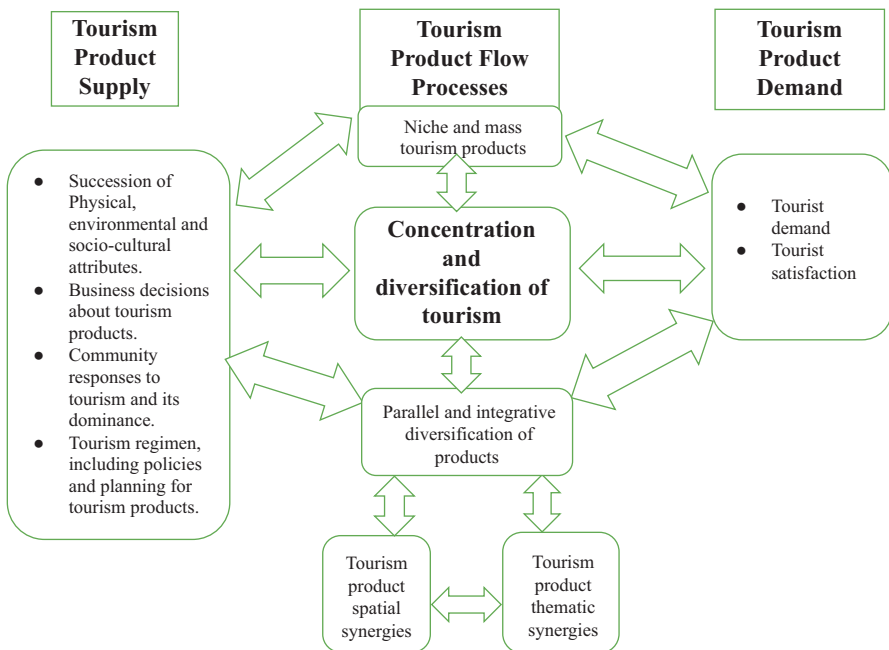 Tourism
Product
Supply
Tourism
Product Flow
Processes
Tourism
Product
Demand
Niche and mass
tourism products
● Succession of
Physical,
environmental and
socio-cultural
attributes.
● Business decisions
about tourism
products.
● Community
responses to
tourism and its
dominance.
● Tourism regimen,
including policies
and planning for
tourism products.
Concentration
and
diversification of
tourism
● Tourist
demand
● Tourist
satisfaction
Parallel and integrative
diversification of
products
Tourism
product
spatial
synergies
Tourism
product
thematic
synergies